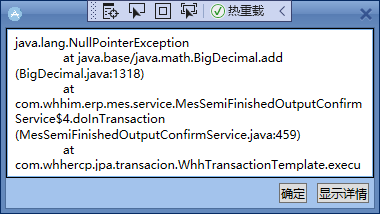 热重载
java.lang.NullPointerException
at java.base/java.math.BigDecimal.add
(BigDecimal.java:1318)
at
com.whhim.erp.mes.service.MesSemiFinishedOutputConfirm
Service$4.doInTransaction
(MesSemiFinishedOutputConfirmService.java:459)
at
com.whhercp.jpa.transacion.WhhTransactionTemplate.execu
确定 显示详情